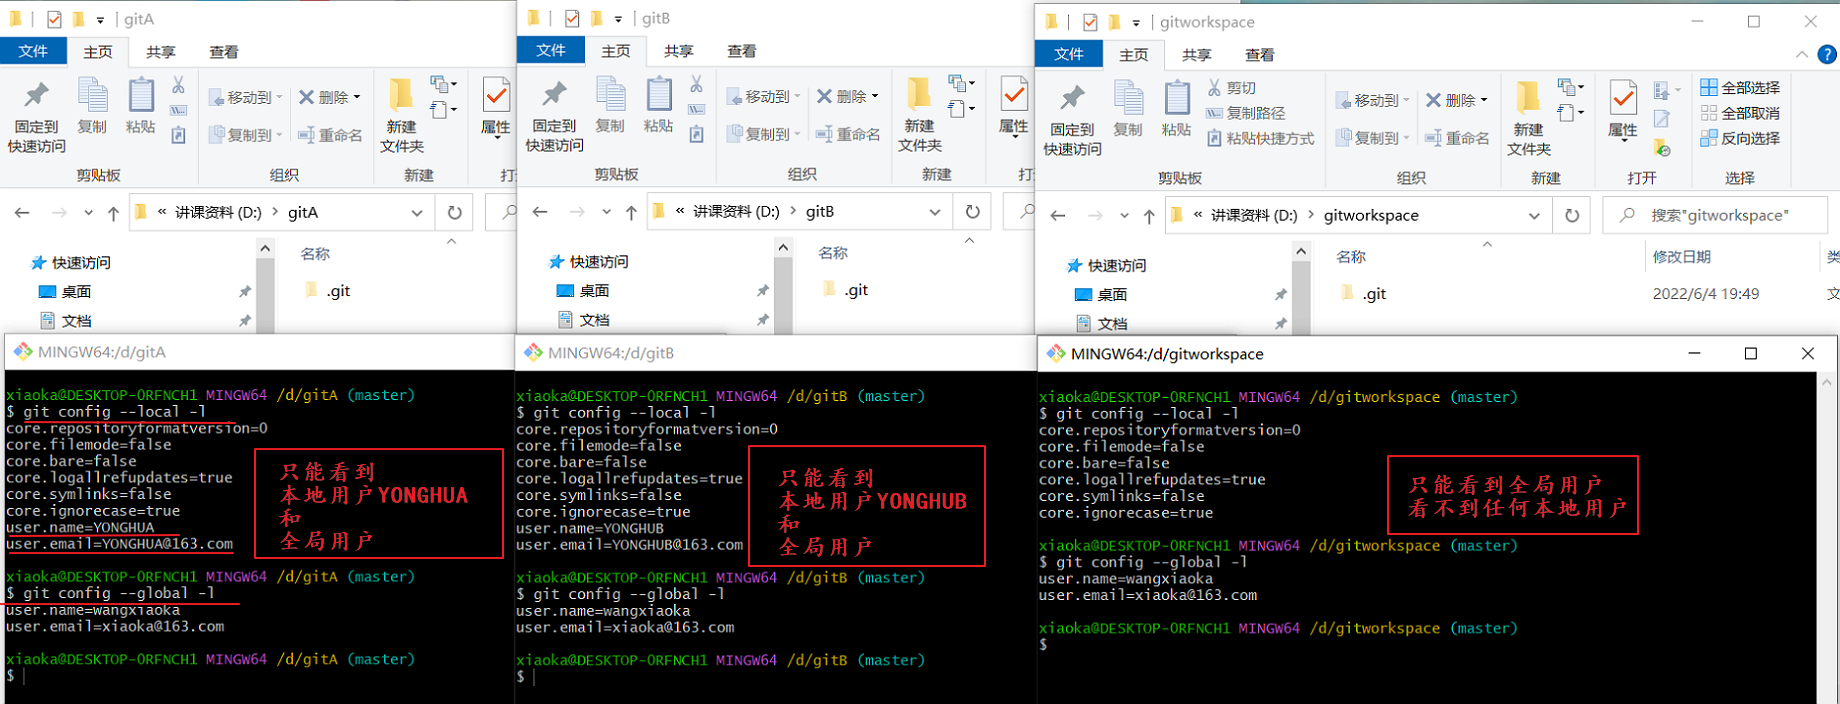 gitA
文件 主页 共享 查看
固定到快速访问
复制
粘贴
移动到
复制到
删除
重命名
新建文件夹
属性
剪贴板 组织 新建 打
« 讲课资料 (D:) › gitA
快速访问
桌面
文档
名称
.git
MINGW64:/d/gitA
xiaoka@DESKTOP-0RFNCH1 MINGW64 /d/gitA (master)
$ git config --local -l
core.repositoryformatversion=0
core.filemode=false
core.bare=false
core.logallrefupdates=true
core.symlinks=false
core.ignorecase=true
user.name=YONGHUA
user.email=YONGHUA@163.com
xiaoka@DESKTOP-0RFNCH1 MINGW64 /d/gitA (master)
$ git config --global -l
user.name=wangxiaoka
user.email=xiaoka@163.com
xiaoka@DESKTOP-0RFNCH1 MINGW64 /d/gitA (master)
$
只能看到
本地用户YONGHUA
和
全局用户
gitB
文件 主页 共享 查看
固定到快速访问
复制
粘贴
移动到
复制到
删除
重命名
新建文件夹
属性
剪贴板 组织 新建 打
« 讲课资料 (D:) › gitB
快速访问
桌面
文档
名称
.git
MINGW64:/d/gitB
xiaoka@DESKTOP-0RFNCH1 MINGW64 /d/gitB (master)
$ git config --local -l
core.repositoryformatversion=0
core.filemode=false
core.bare=false
core.logallrefupdates=true
core.symlinks=false
core.ignorecase=true
user.name=YONGHUB
user.email=YONGHUB@163.com
xiaoka@DESKTOP-0RFNCH1 MINGW64 /d/gitB (master)
$ git config --global -l
user.name=wangxiaoka
user.email=xiaoka@163.com
xiaoka@DESKTOP-0RFNCH1 MINGW64 /d/gitB (master)
$
只能看到
本地用户YONGHUB
和
全局用户
gitworkspace
文件 主页 共享 查看
固定到快速访问
复制
粘贴
剪切
复制路径
粘贴快捷方式
移动到
复制到
删除
重命名
新建文件夹
属性
全部选择
全部取消
反向选择
剪贴板 组织 新建 打开 选择
« 讲课资料 (D:) › gitworkspace
搜索"gitworkspace"
快速访问
桌面
文档
名称 修改日期 类
.git 2022/6/4 19:49 文
MINGW64:/d/gitworkspace
xiaoka@DESKTOP-0RFNCH1 MINGW64 /d/gitworkspace (master)
$ git config --local -l
core.repositoryformatversion=0
core.filemode=false
core.bare=false
core.logallrefupdates=true
core.symlinks=false
core.ignorecase=true
xiaoka@DESKTOP-0RFNCH1 MINGW64 /d/gitworkspace (master)
$ git config --global -l
user.name=wangxiaoka
user.email=xiaoka@163.com
xiaoka@DESKTOP-0RFNCH1 MINGW64 /d/gitworkspace (master)
$
只能看到全局用户
看不到任何本地用户